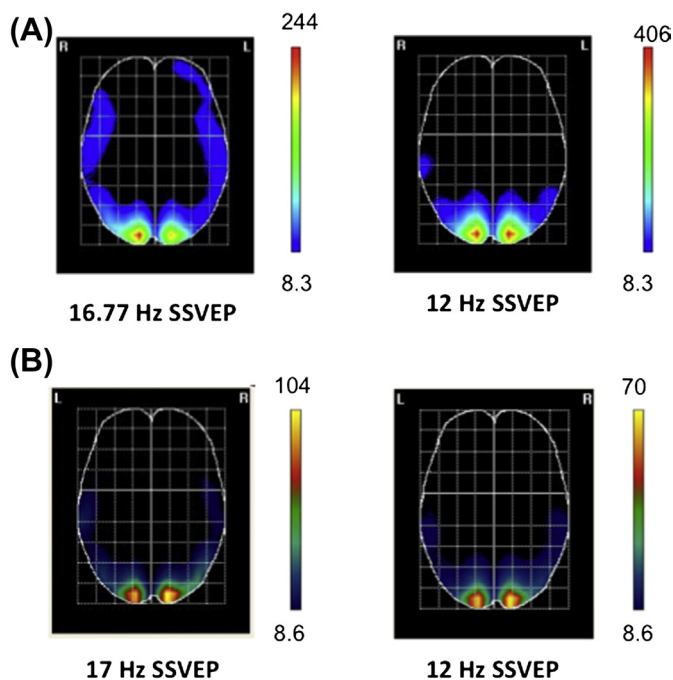 (A)
244
406
R L
R L
8.3
8.3
16.77 Hz SSVEP
12 Hz SSVEP
(B)
104
70
L R
L R
8.6
8.6
17 Hz SSVEP
12 Hz SSVEP